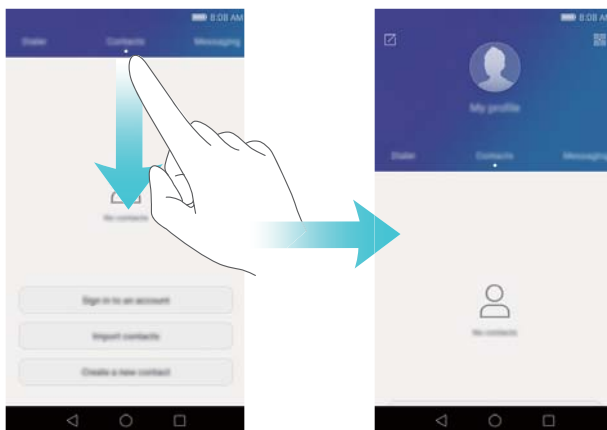 8:08 AM
Dialer Contacts Messaging
No contacts
Sign in to an account
Import contacts
Create a new contact
8:08 AM
My profile
Dialer Contacts Messaging
No contacts